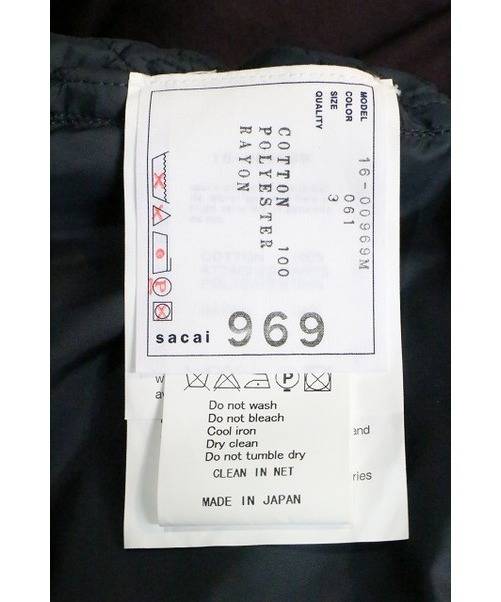 MODEL 16-00969M
COLOR 061
SIZE 3
QUALITY
COTTON 100
POLYESTER
RAYON
sacai 969
P
Do not wash
Do not bleach
Cool iron
Dry clean
Do not tumble dry
CLEAN IN NET
MADE IN JAPAN